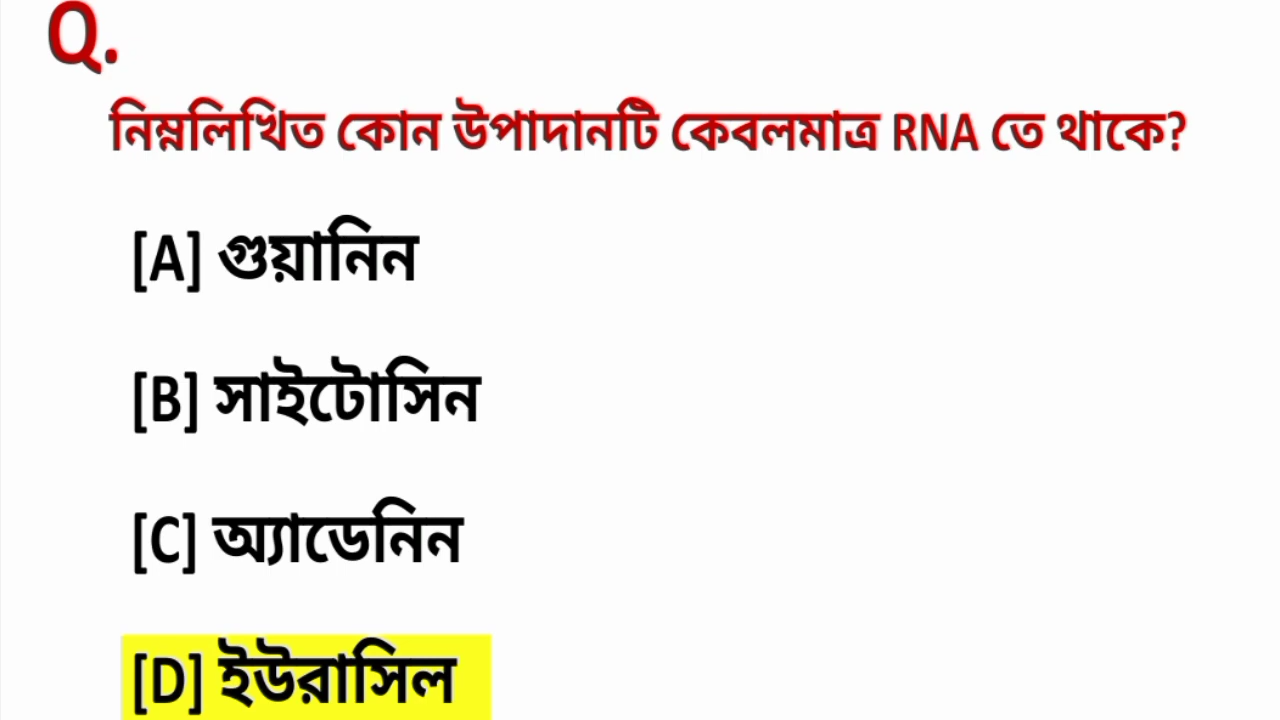 Q.
নিম্নলিখিত কোন উপাদানটি কেবলমাত্র RNA তে থাকে?
[A] গুয়ানিন
[B] সাইটোসিন
[C] অ্যাডেনিন
[D] ইউরাসিল